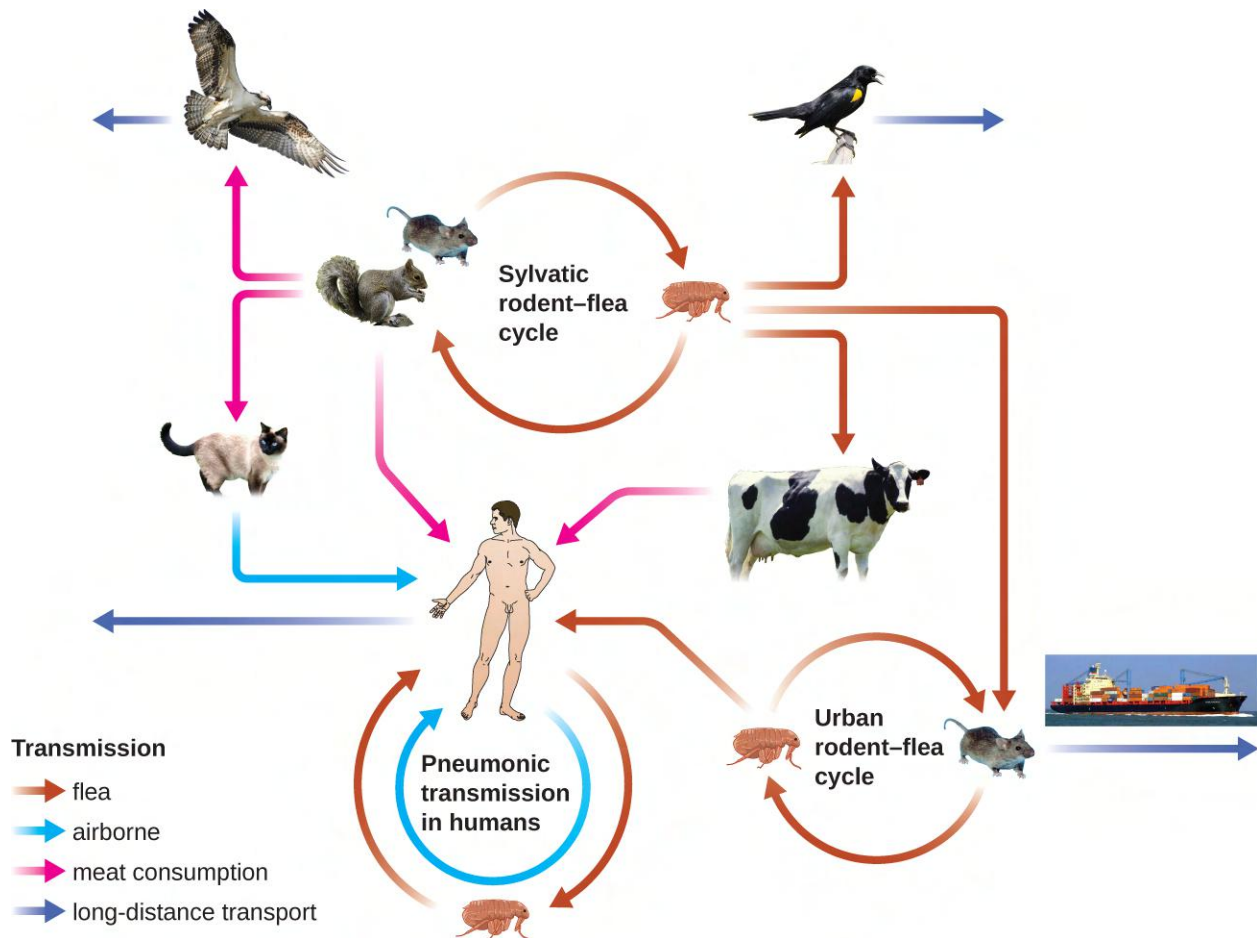 Sylvatic
rodent–flea
cycle
Urban
rodent–flea
cycle
Pneumonic
transmission
in humans
Transmission
flea
airborne
meat consumption
long-distance transport